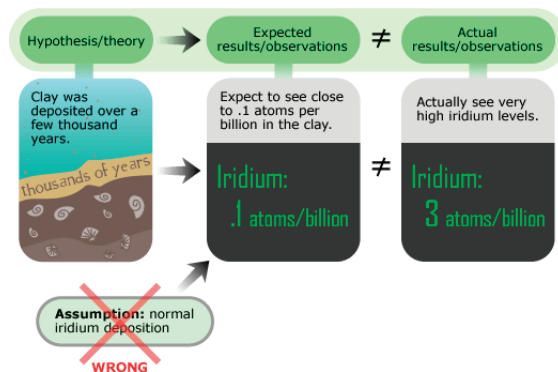 Hypothesis/theory
Expected
results/observations
≠
Actual
results/observations
Clay was
deposited over a
few thousand
years.
thousands of years
Expect to see close
to .1 atoms per
billion in the clay.
Iridium:
.1 atoms/billion
≠
Actually see very
high iridium levels.
Iridium:
3 atoms/billion
Assumption: normal
iridium deposition
WRONG